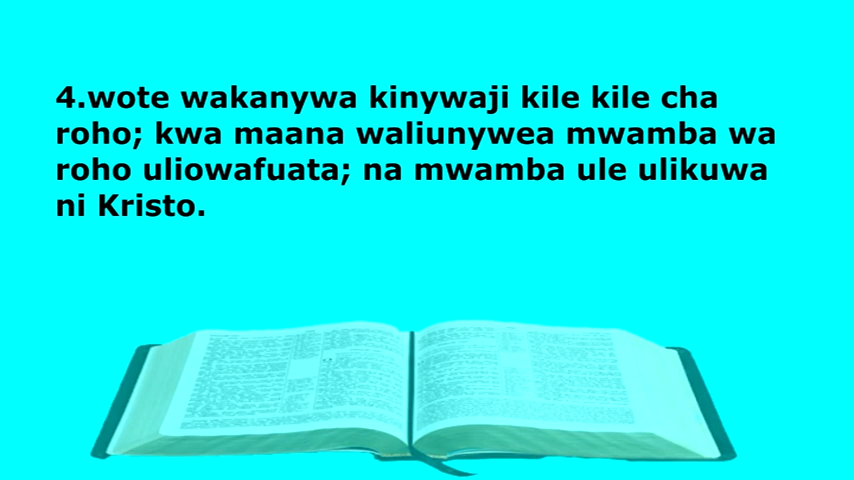 4.wote wakanywa kinywaji kile kile cha
roho; kwa maana waliunywea mwamba wa
roho uliowafuata; na mwamba ule ulikuwa
ni Kristo.